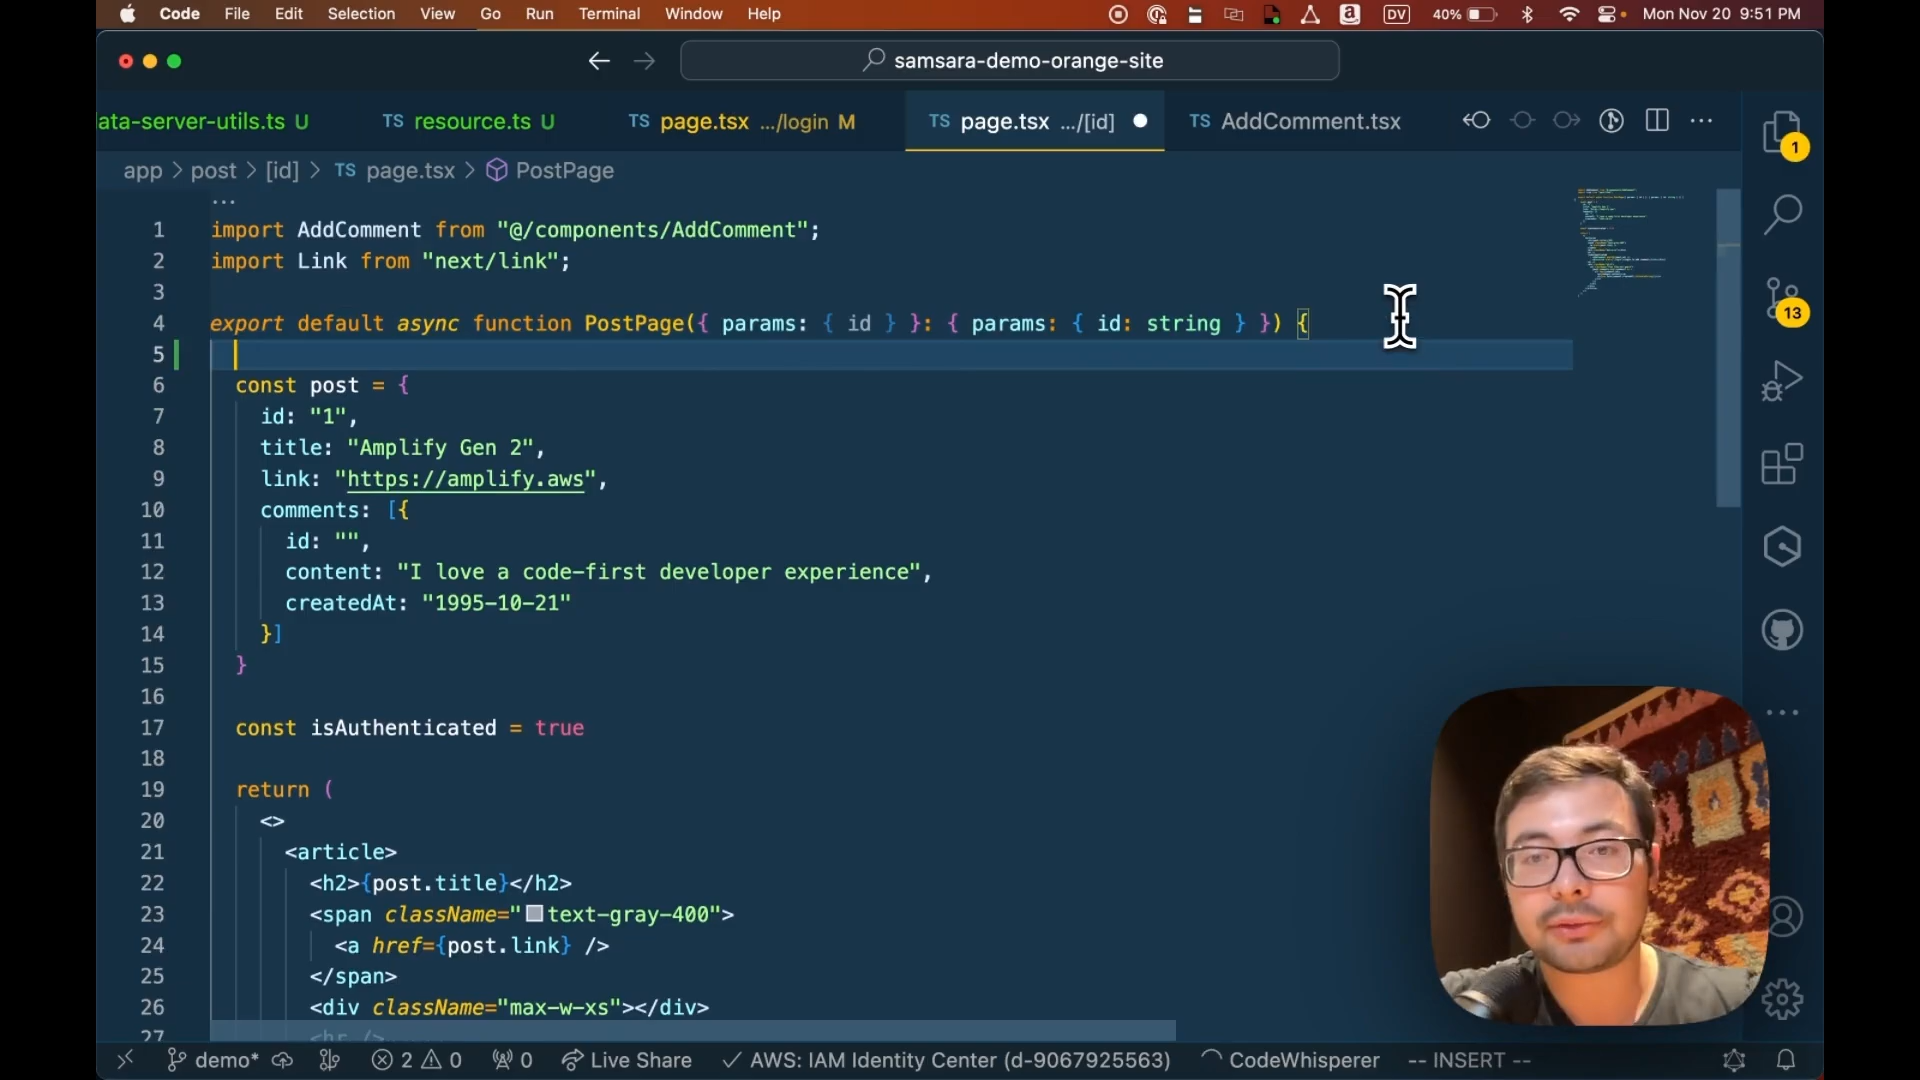 Code File Edit Selection View Go Run Terminal Window Help DV 40% Mon Nov 20 9:51 PM
samsara-demo-orange-site
ata-server-utils.ts U TS resource.ts U TS page.tsx .../login M TS page.tsx .../[id] TS AddComment.tsx ...
app > post > [id] > TS page.tsx > PostPage
1
...
1 import AddComment from "@/components/AddComment";
2 import Link from "next/link";
3
4 export default async function PostPage({ params: { id } }: { params: { id: string } }) {
13
5
6 const post = {
7 id: "1",
8 title: "Amplify Gen 2",
9 link: "https://amplify.aws",
10 comments: [{
11 id: "",
12 content: "I love a code-first developer experience",
13 createdAt: "1995-10-21"
14 }]
15 }
16
17 const isAuthenticated = true
18
19 return (
20 <>
21 <article>
22 <h2>{post.title}</h2>
23 <span className="text-gray-400">
24 <a href={post.link} />
25 </span>
26 <div className="max-w-xs"></div>
27 <hr />
demo* 2 0 0 Live Share AWS: IAM Identity Center (d-9067925563) CodeWhisperer -- INSERT --